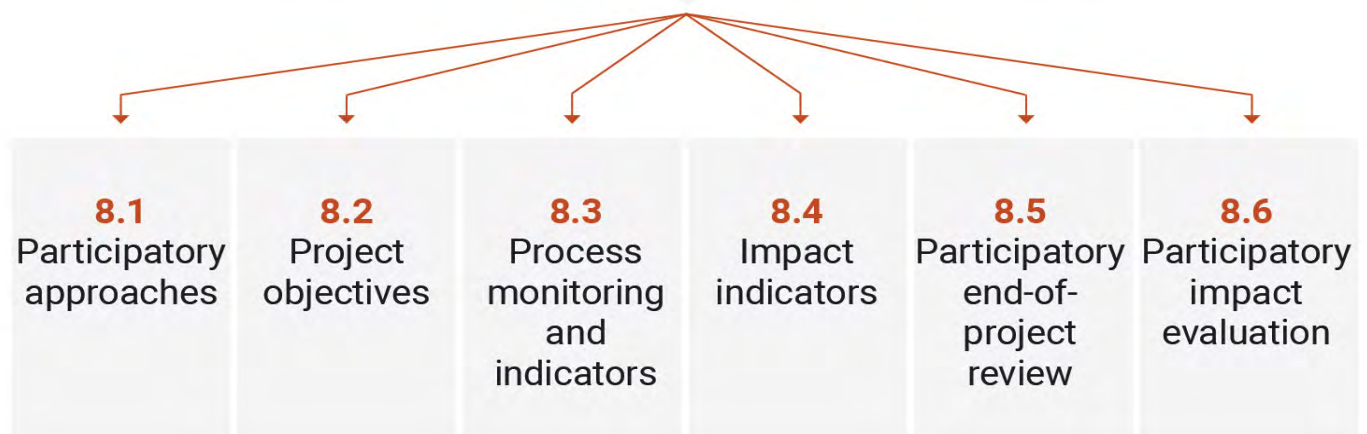 8.1
Participatory
approaches
8.2
Project
objectives
8.3
Process
monitoring
and
indicators
8.4
Impact
indicators
8.5
Participatory
end-of-
project
review
8.6
Participatory
impact
evaluation